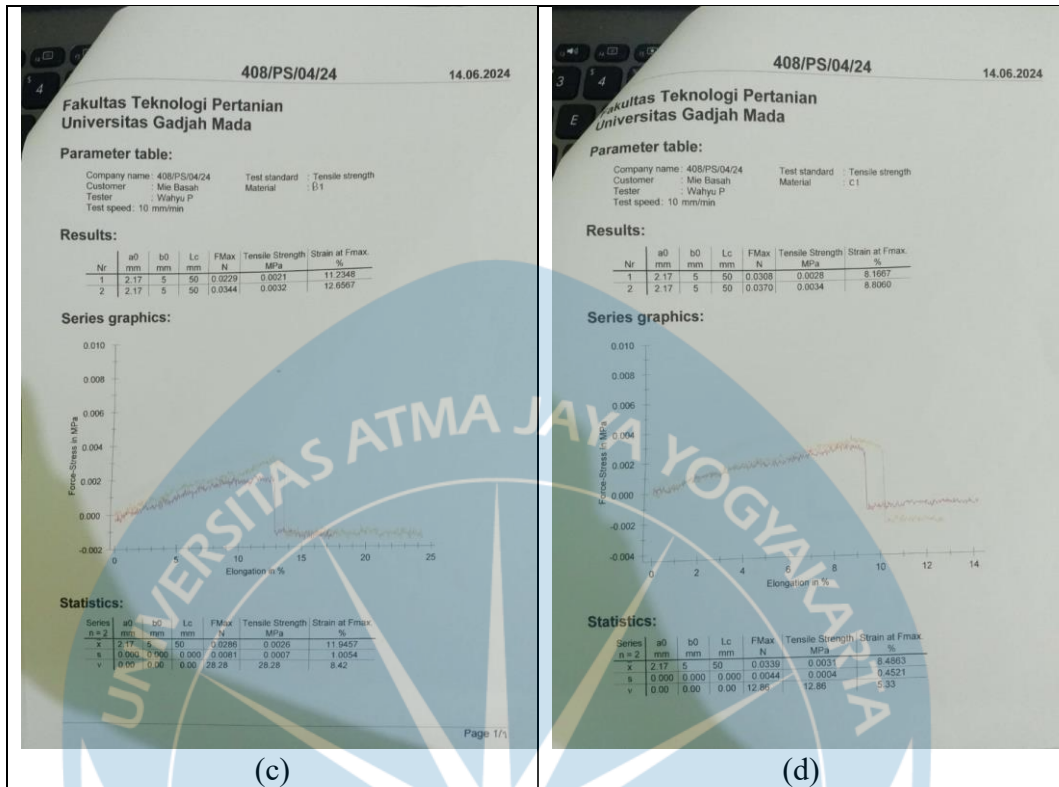 408/PS/04/24 14.06.2024
Fakultas Teknologi Pertanian
Universitas Gadjah Mada
Parameter table:
Company name : 408/PS/04/24 Test standard : Tensile strength
Customer : Mie Basah Material : B1
Tester : Wahyu P
Test speed : 10 mm/min
Results:
a0 b0 Lc FMax Tensile Strength Strain at Fmax.
Nr mm mm mm N MPa %
1 2.17 5 50 0.0229 0.0021 11.2348
2 2.17 5 50 0.0344 0.0032 12.6567
Series graphics:
0.010
0.008
0.006
0.004
0.002
0.000
-0.002
Force-Stress in MPa
0 5 10 15 20 25
Elongation in %
Statistics:
Series a0 b0 Lc FMax Tensile Strength Strain at Fmax.
n = 2 mm mm mm N MPa %
x̄ 2.17 5 50 0.0286 0.0026 11.9457
s 0.000 0.000 0.000 0.0081 0.0007 1.0054
ν 0.00 0.00 0.00 28.28 28.28 8.42
Page 1/1
(c)
408/PS/04/24 14.06.2024
Fakultas Teknologi Pertanian
Universitas Gadjah Mada
Parameter table:
Company name : 408/PS/04/24 Test standard : Tensile strength
Customer : Mie Basah Material : C1
Tester : Wahyu P
Test speed : 10 mm/min
Results:
a0 b0 Lc FMax Tensile Strength Strain at Fmax.
Nr mm mm mm N MPa %
1 2.17 5 50 0.0308 0.0028 8.1667
2 2.17 5 50 0.0370 0.0034 8.8060
Series graphics:
0.010
0.008
0.006
0.004
0.002
0.000
-0.002
-0.004
Force-Stress in MPa
0 2 4 6 8 10 12 14
Elongation in %
Statistics:
Series a0 b0 Lc FMax Tensile Strength Strain at Fmax.
n = 2 mm mm mm N MPa %
x̄ 2.17 5 50 0.0339 0.0031 8.4863
s 0.000 0.000 0.000 0.0044 0.0004 0.4521
ν 0.00 0.00 0.00 12.86 12.86 5.33
(d)
UNIVERSITAS ATMA JAYA YOGYAKARTA
$
4
3
$
4
E